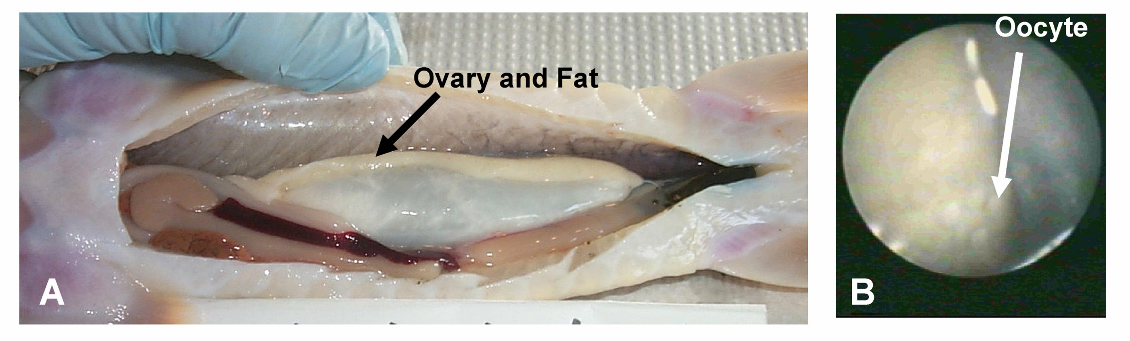 Ovary and Fat
A
Oocyte
B